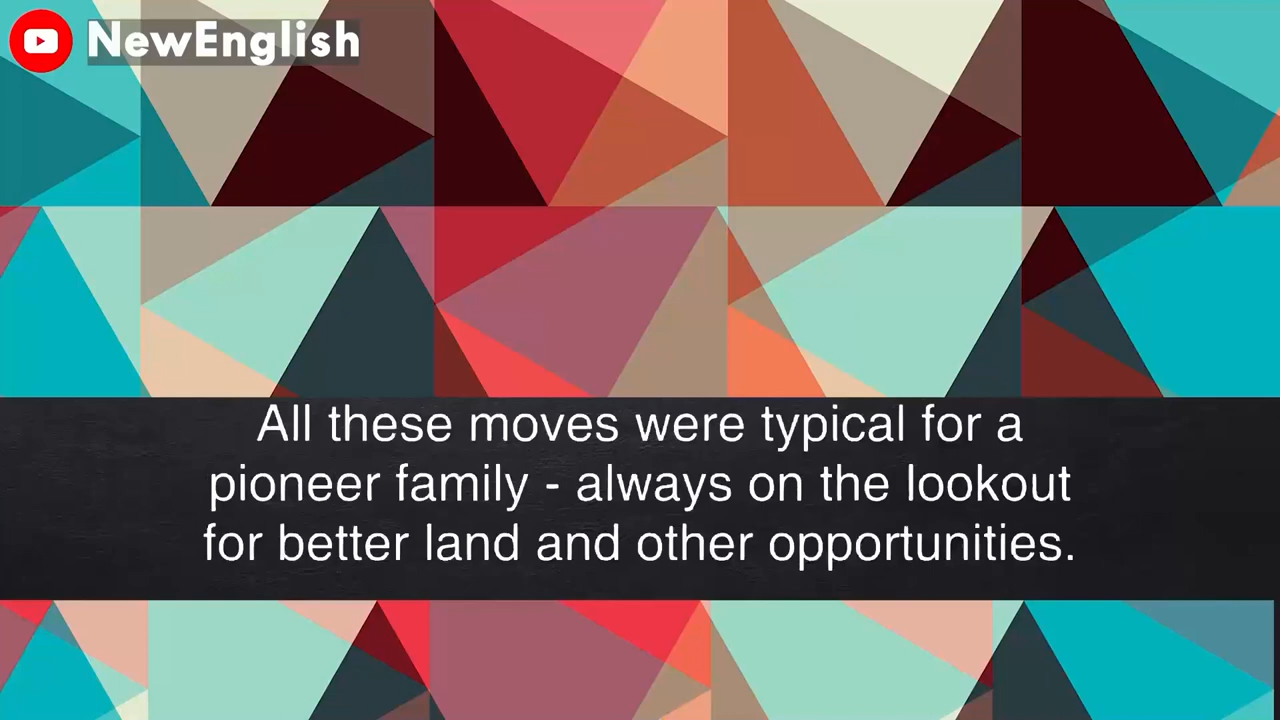 NewEnglish
All these moves were typical for a
pioneer family - always on the lookout
for better land and other opportunities.